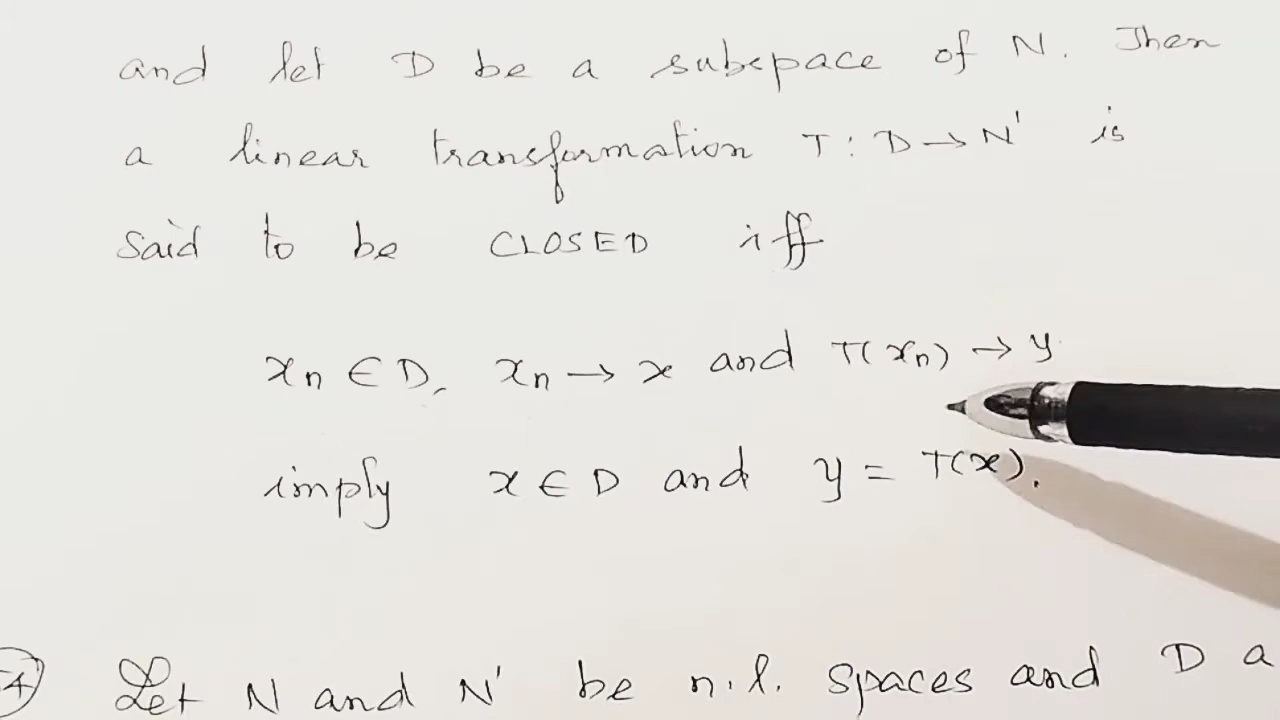 and let D be a subspace of N. Then
a linear transformation T : D → N' is
said to be CLOSED iff
xn ∈ D, xn → x and T(xn) → y
imply x ∈ D and y = T(x).
4 Let N and N' be n.l. spaces and D a